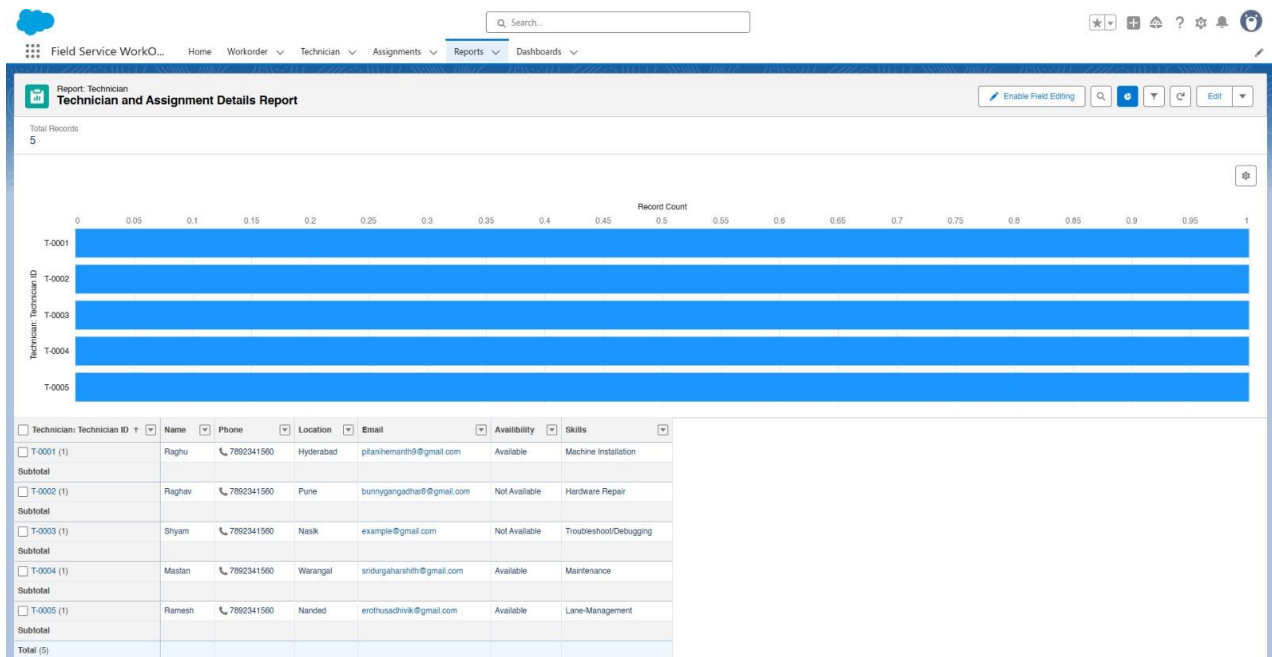 Search...
Field Service WorkO... Home Workorder Technician Assignments Reports Dashboards
Report: Technician
Technician and Assignment Details Report
Enable Field Editing Edit
Total Records
5
Record Count
0 0.05 0.1 0.15 0.2 0.25 0.3 0.35 0.4 0.45 0.5 0.55 0.6 0.65 0.7 0.75 0.8 0.85 0.9 0.95 1
Technician: Technician ID
T-0001
T-0002
T-0003
T-0004
T-0005
Technician: Technician ID ↑ Name Phone Location Email Availibility Skills
T-0001 (1) Raghu 7892341560 Hyderabad pitanihemanth9@gmail.com Available Machine Installation
Subtotal
T-0002 (1) Raghav 7892341560 Pune bunnygangadhar8@gmail.com Not Available Hardware Repair
Subtotal
T-0003 (1) Shyam 7892341560 Nasik example@gmail.com Not Available Troubleshoot/Debugging
Subtotal
T-0004 (1) Mastan 7892341560 Warangal sridurgaharshith@gmail.com Available Maintenance
Subtotal
T-0005 (1) Ramesh 7892341560 Nanded erothusadhivik@gmail.com Available Lane-Management
Subtotal
Total (5)